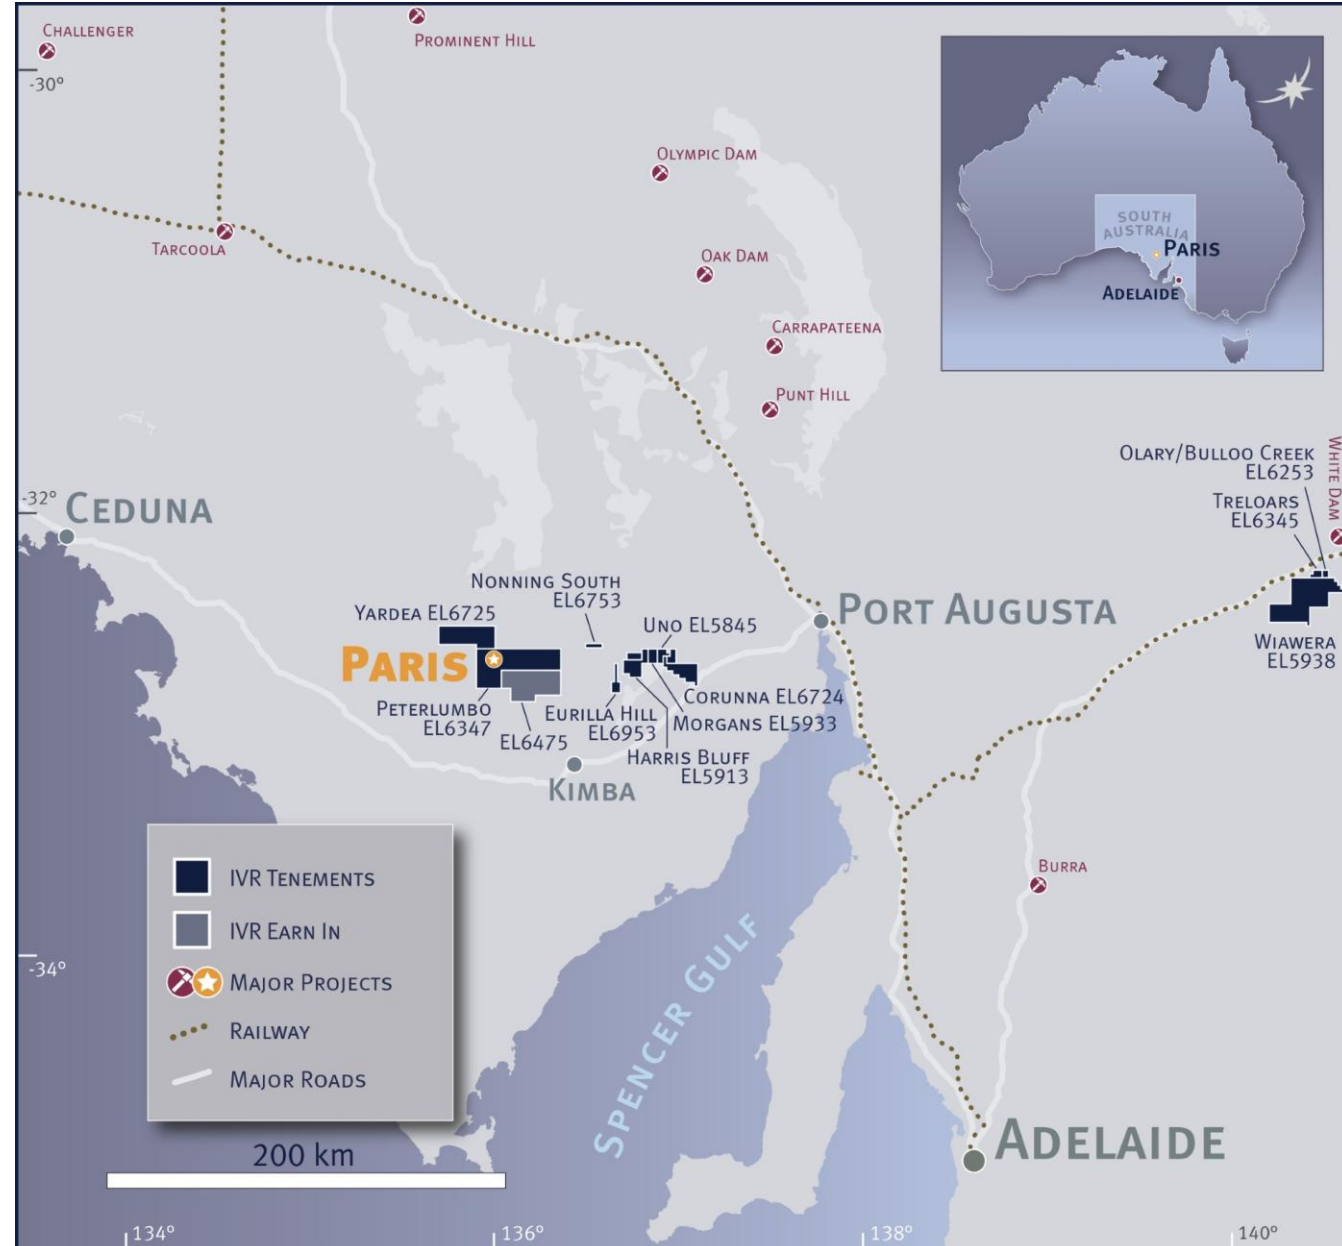 CHALLENGER
PROMINENT HILL
-30°
OLYMPIC DAM
TARCOOLA
OAK DAM
CARRAPATEENA
PUNT HILL
SOUTH
AUSTRALIA
PARIS
ADELAIDE
-32°
CEDUNA
OLARY/BULLOO CREEK
EL6253
TRELOARS
EL6345
WHITE DAM
NONNING SOUTH
EL6753
YARDEA EL6725
UNO EL5845
PORT AUGUSTA
PARIS
WIAWERA
EL5938
PETERLUMBO
EL6347
EL6475
EURILLA HILL
EL6953
CORUNNA EL6724
MORGANS EL5933
HARRIS BLUFF
EL5913
KIMBA
BURRA
IVR TENEMENTS
IVR EARN IN
MAJOR PROJECTS
RAILWAY
MAJOR ROADS
-34°
SPENCER GULF
200 km
ADELAIDE
134°
136°
138°
140°